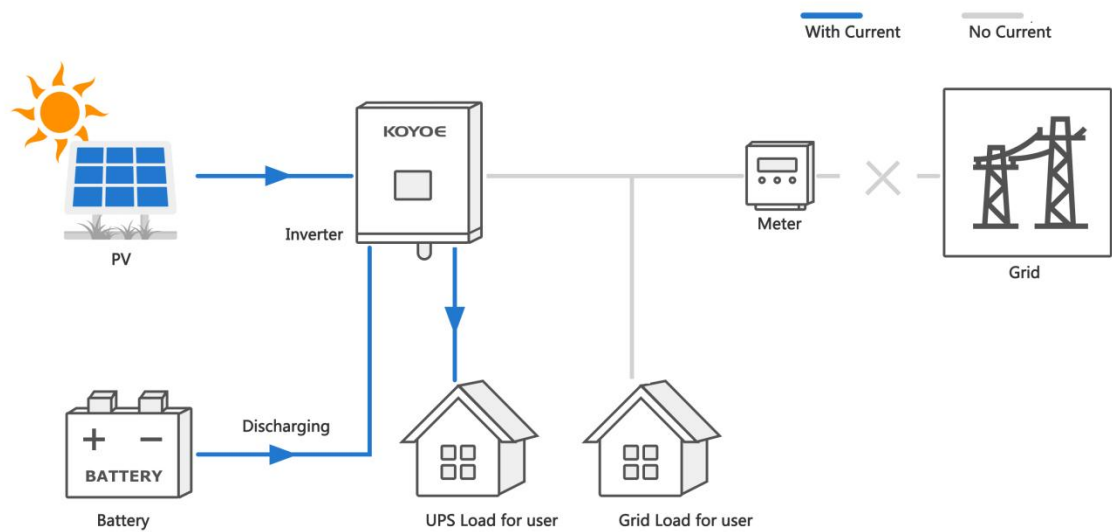 With Current
No Current
KOYOE
Inverter
PV
Meter
Grid
Discharging
+ −
BATTERY
Battery
UPS Load for user
Grid Load for user